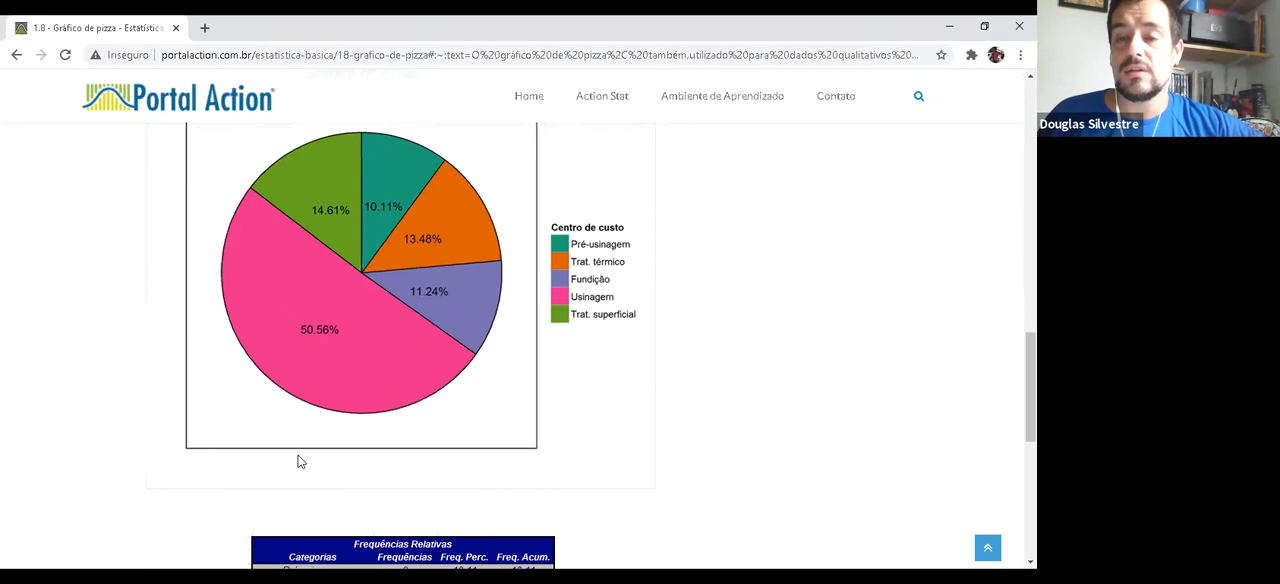 1.8 - Gráfico de pizza - Estatístic
Inseguro
portalaction.com.br/estatistica-basica/18-grafico-de-pizza#:~:text=O%20gráfico%20de%20pizza%2C%20também,utilizado%20para%20dados%20qualitativos%20...
Portal Action
Home
Action Stat
Ambiente de Aprendizado
Contato
Douglas Silvestre
14.61%
10.11%
13.48%
11.24%
50.56%
Centro de custo
Pré-usinagem
Trat. térmico
Fundição
Usinagem
Trat. superficial
Frequências Relativas
Categorias Frequências Freq. Perc. Freq. Acum.